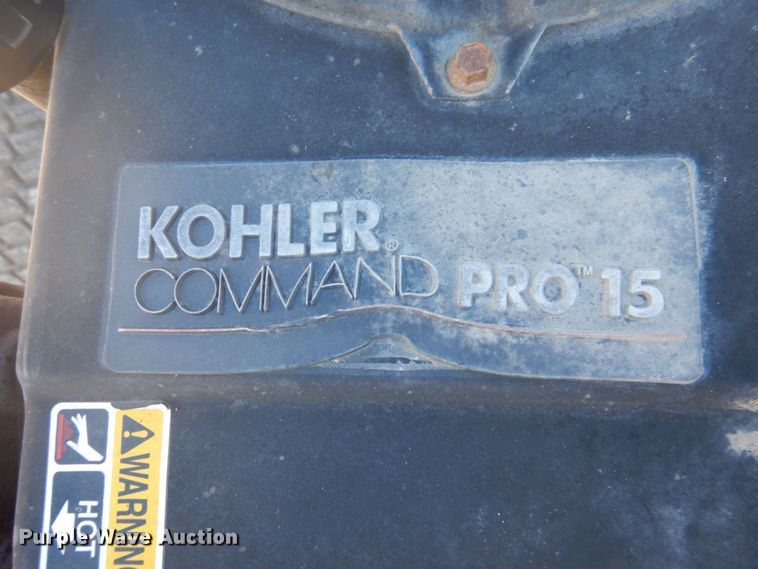 KOHLER®
COMMAND PRO™ 15
WARNING
HOT
Purple Wave Auction